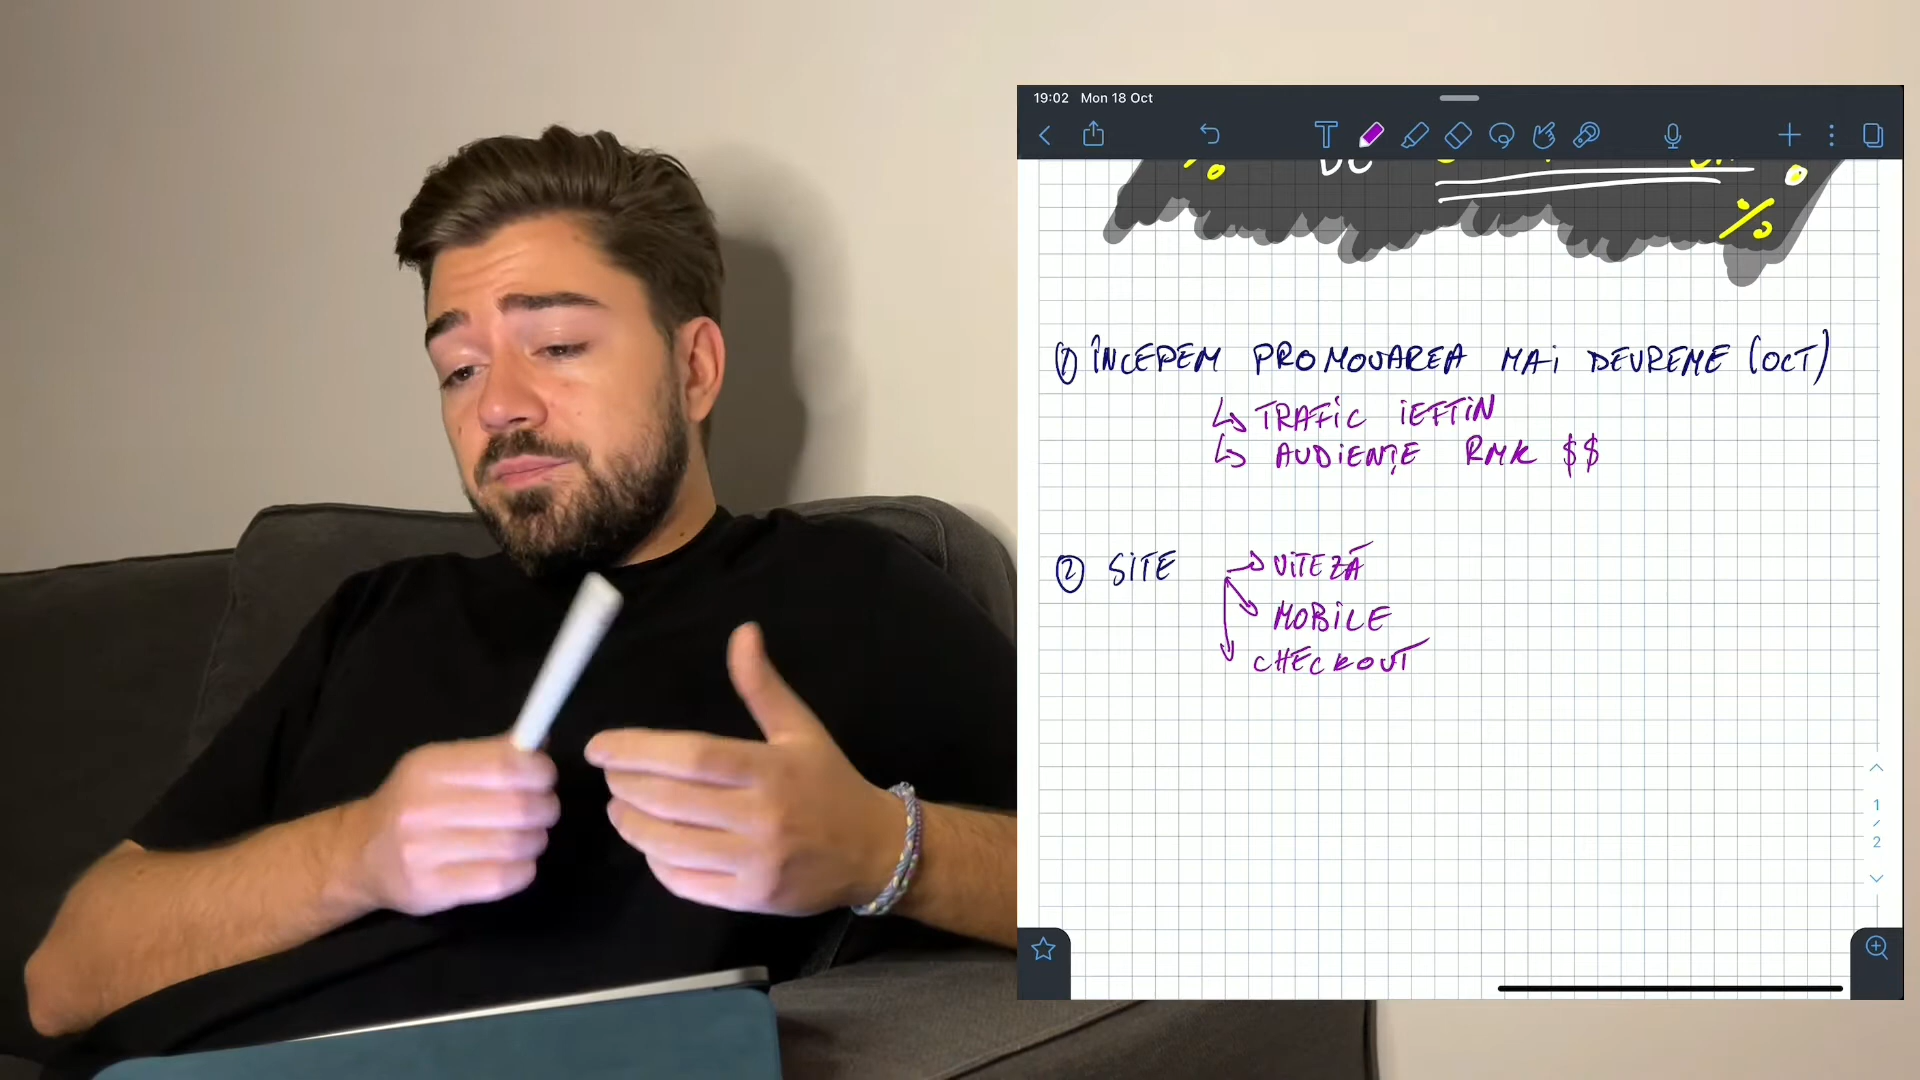 19:02 Mon 18 Oct
① ÎNCEPEM PROMOVAREA MAI DEVREME (OCT)
↳ TRAFIC IEFTIN
↳ AUDIENȚE RMK $$
② SITE → VITEZĂ
MOBILE
CHECKOUT
1
/
2